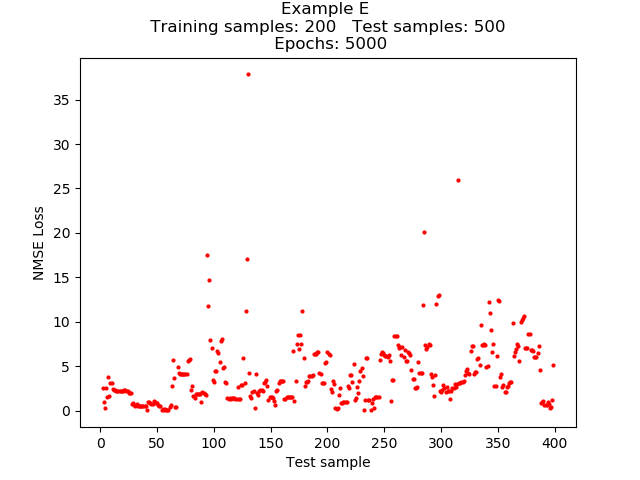 Example E
Training samples: 200   Test samples: 500
Epochs: 5000
NMSE Loss
35
30
25
20
15
10
5
0
0 50 100 150 200 250 300 350 400
Test sample